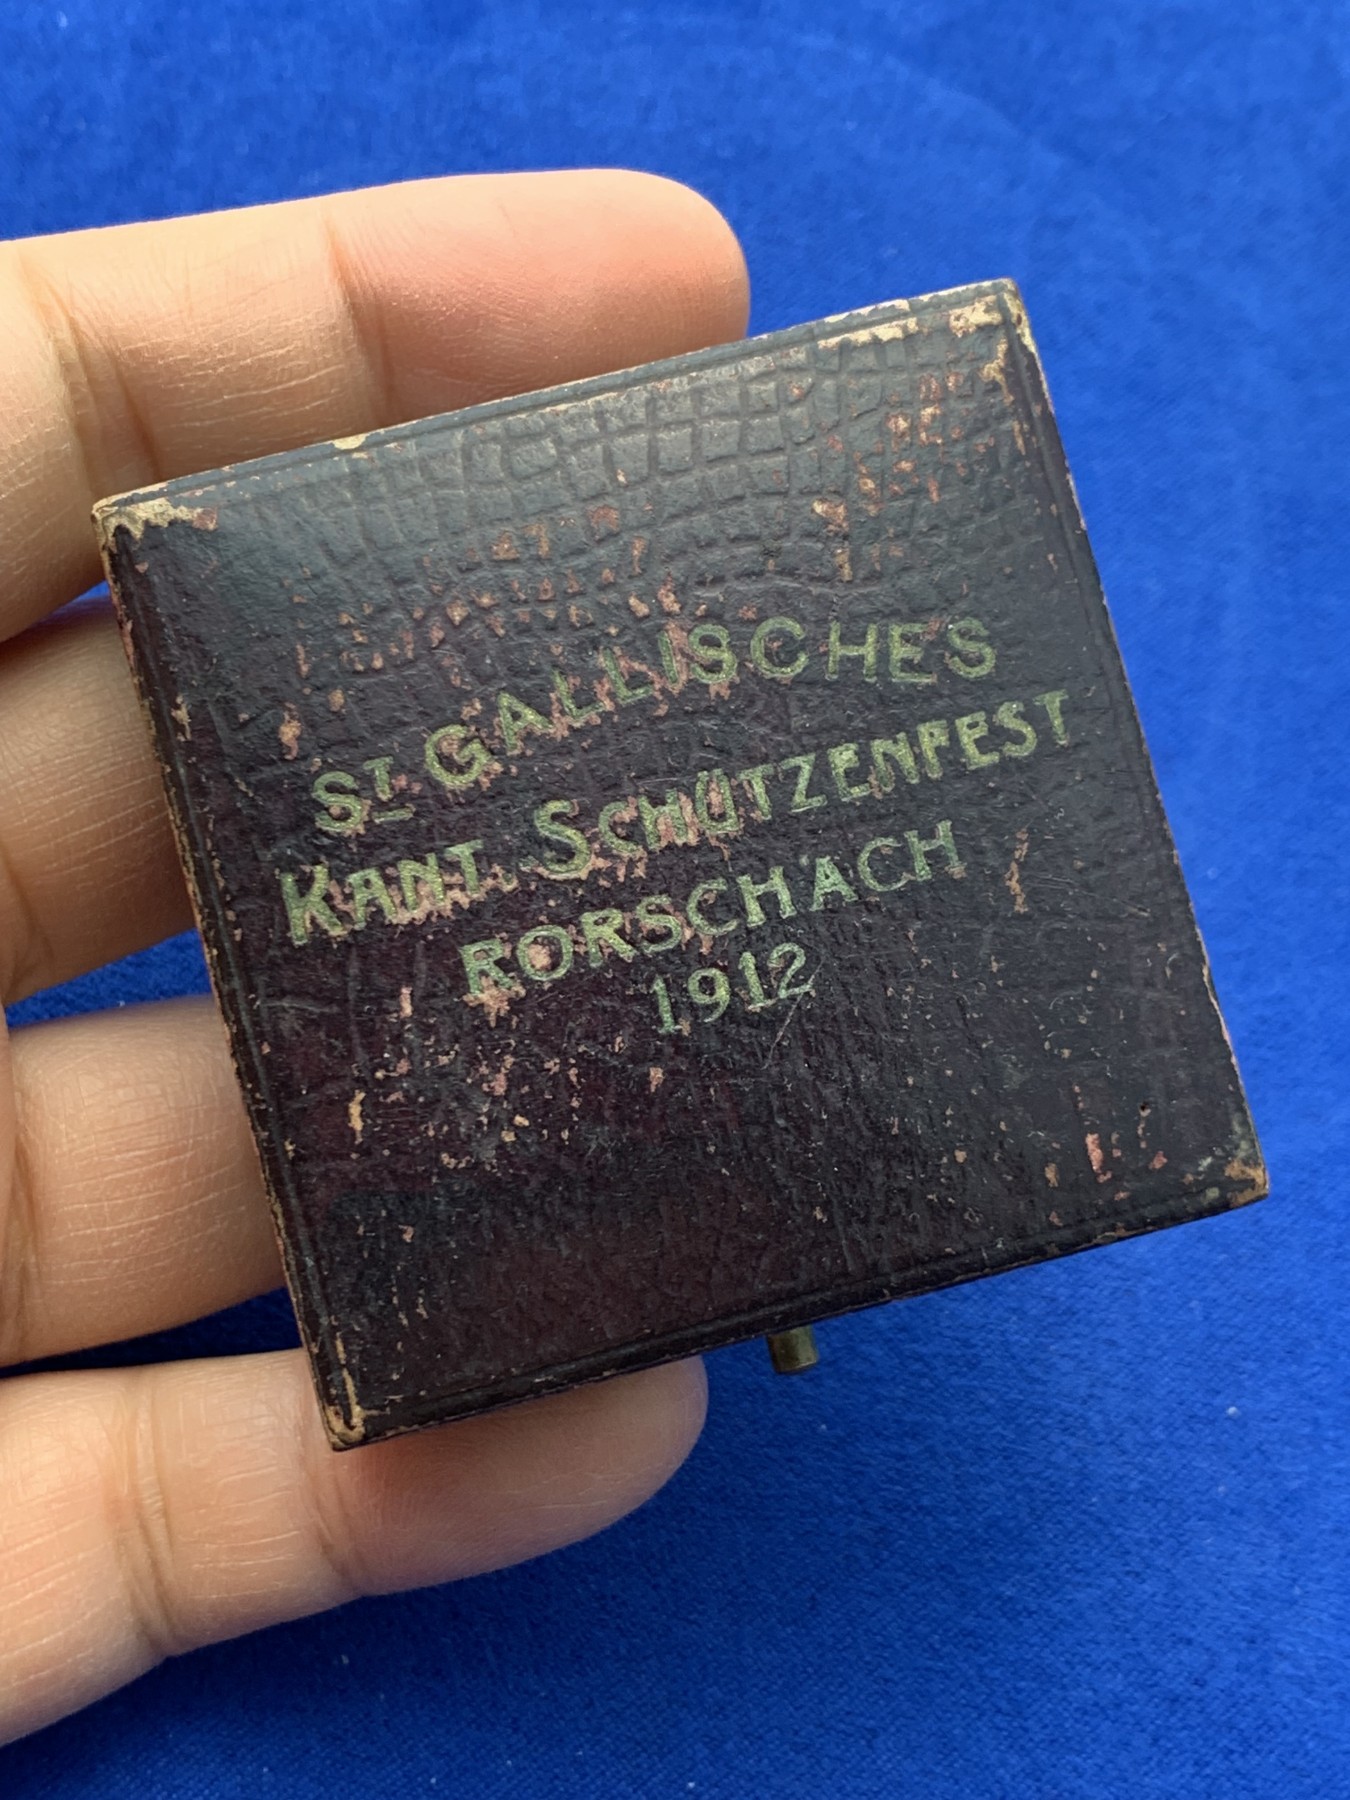 ST GALLISCHES
KANT. SCHÜTZENFEST
RORSCHACH
1912